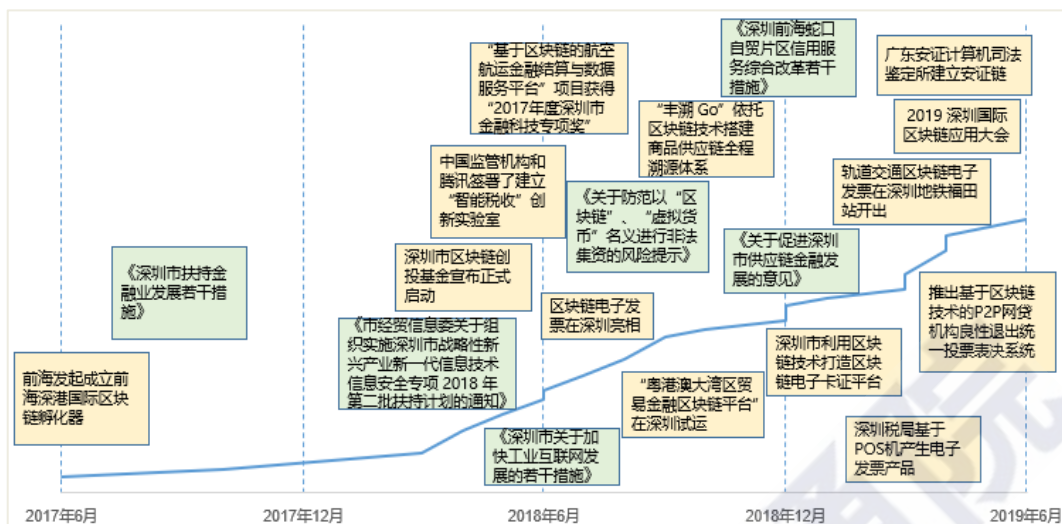 “基于区块链的航空
航运金融结算与数据
服务平台”项目获得
“2017年度深圳市
金融科技专项奖”
《深圳前海蛇口
自贸片区信用服
务综合改革若干
措施》
广东安证计算机司法
鉴定所建立安证链
“丰溯 Go”依托
区块链技术搭建
商品供应链全程
溯源体系
2019 深圳国际
区块链应用大会
中国监管机构和
腾讯签署了建立
“智能税收”创
新实验室
轨道交通区块链电子
发票在深圳地铁福田
站开出
《关于防范以“区
块链”、“虚拟货
币”名义进行非法
集资的风险提示》
《关于促进深圳
市供应链金融发
展的意见》
深圳市区块链创
投基金宣布正式
启动
《深圳市扶持金
融业发展若干措
施》
区块链电子发
票在深圳亮相
推出基于区块链
技术的P2P网贷
机构良性退出统
一投票表决系统
《市经贸信息委关于组
织实施深圳市战略性新
兴产业新一代信息技术
信息安全专项 2018 年
第二批扶持计划的通知》
深圳市利用区块
链技术打造区块
链电子卡证平台
前海发起成立前
海深港国际区块
链孵化器
“粤港澳大湾区贸
易金融区块链平台”
在深圳试运
深圳税局基于
POS机产生电子
发票产品
《深圳市关于加
快工业互联网发
展的若干措施》
2017年6月
2017年12月
2018年6月
2018年12月
2019年6月